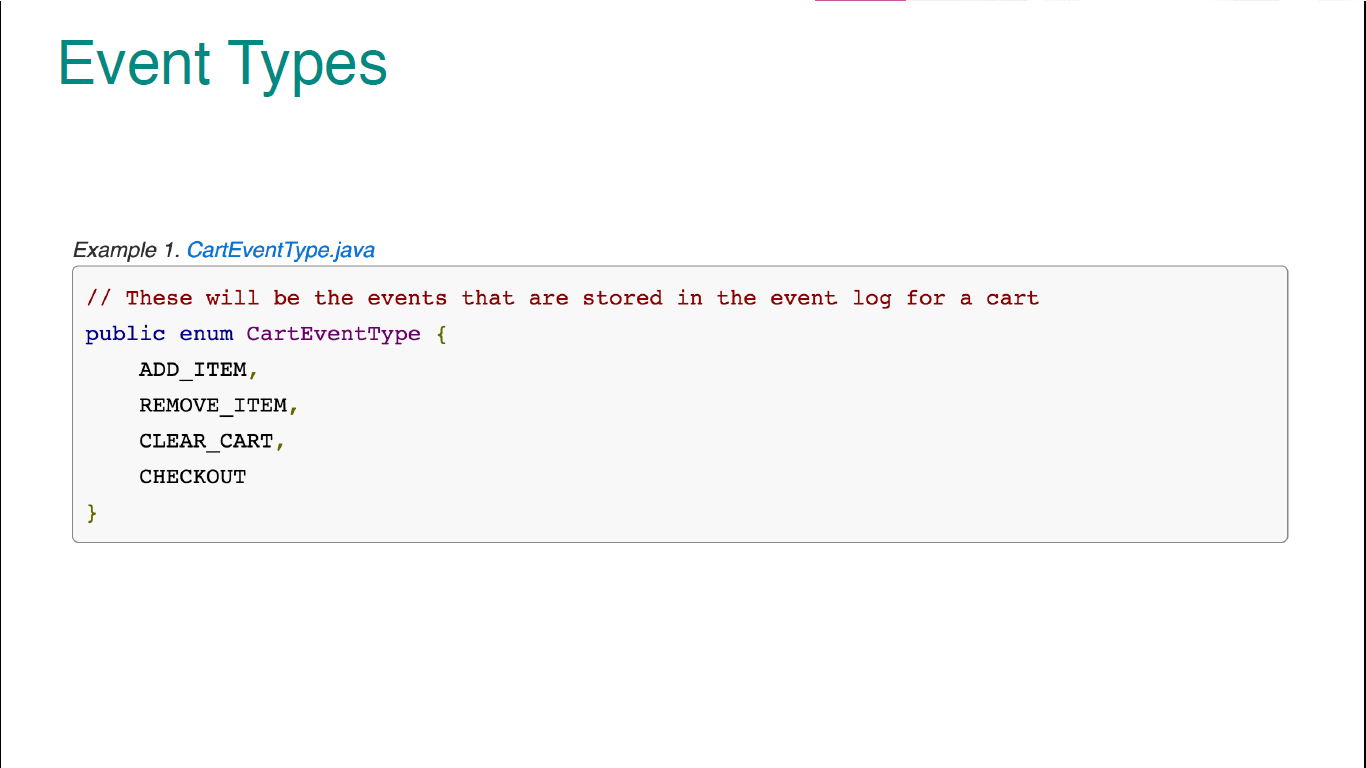 Event Types
Example 1. CartEventType.java
// These will be the events that are stored in the event log for a cart
public enum CartEventType {
    ADD_ITEM,
    REMOVE_ITEM,
    CLEAR_CART,
    CHECKOUT
}